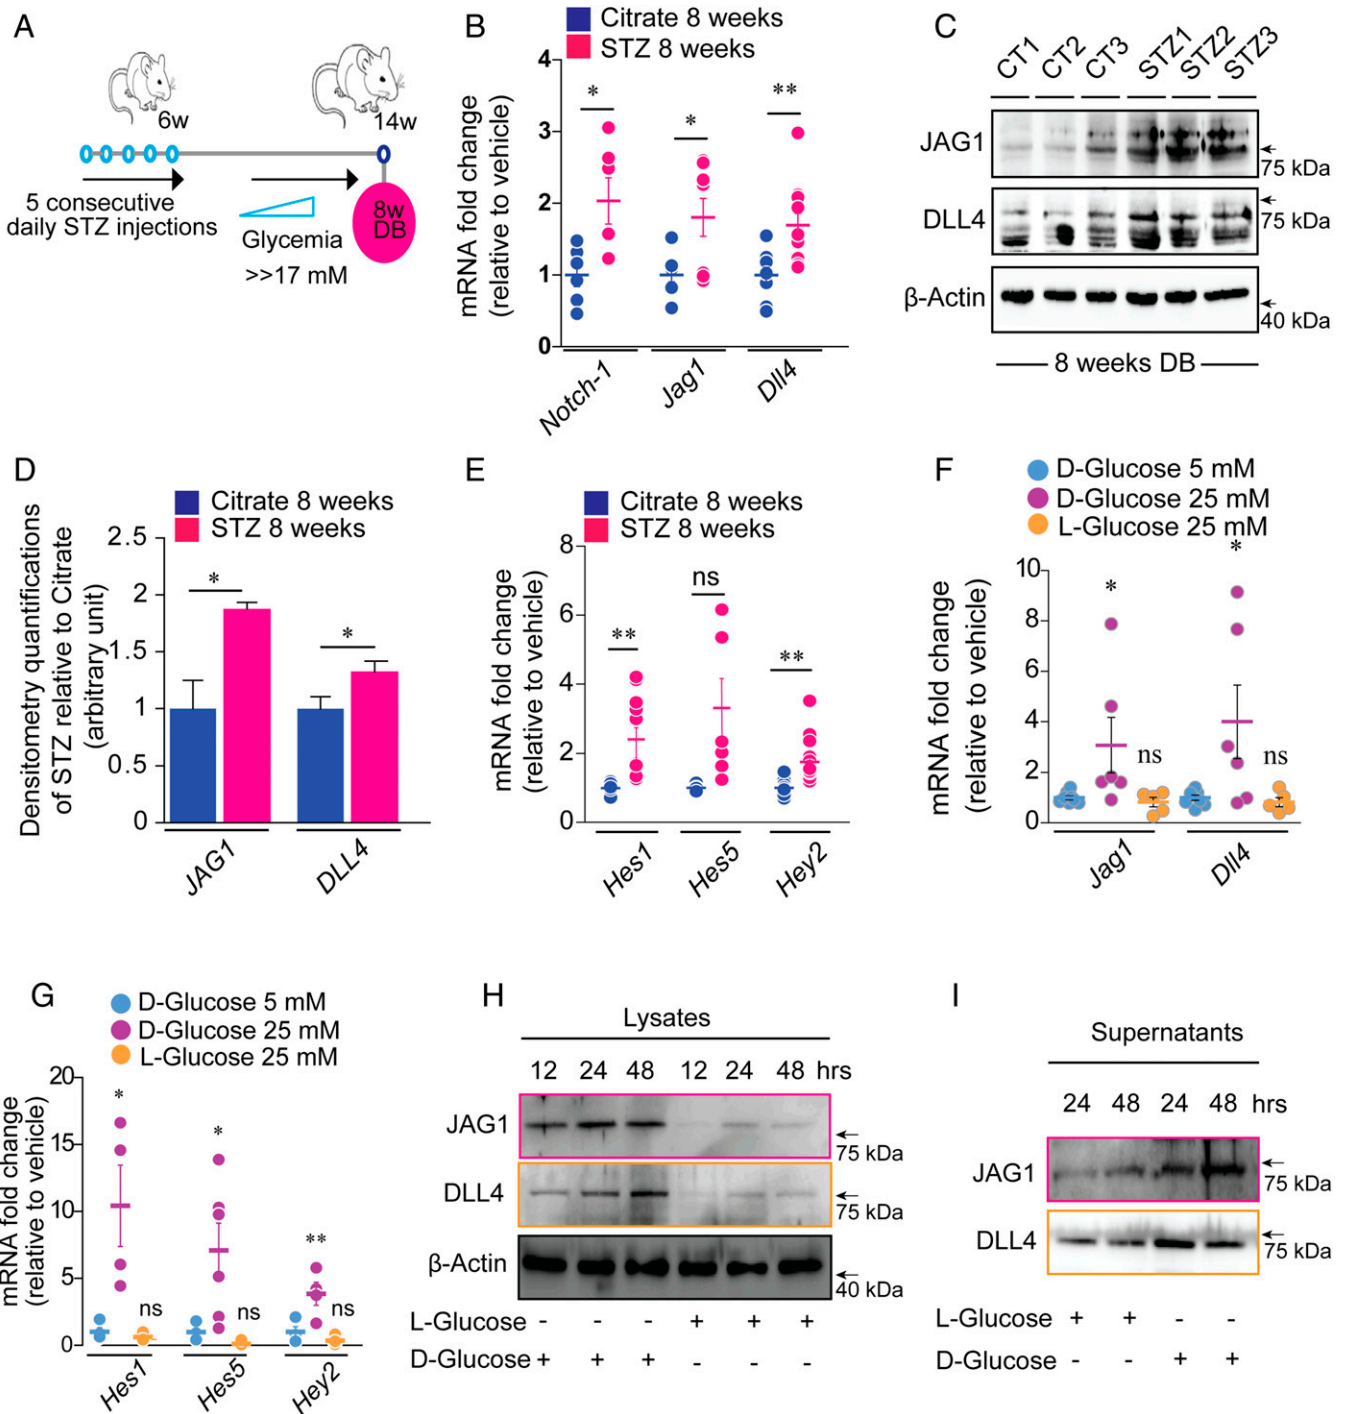 A
6w
14w
5 consecutive
daily STZ injections
Glycemia
>>17 mM
8w
DB
B
Citrate 8 weeks
STZ 8 weeks
mRNA fold change
(relative to vehicle)
4
3
2
1
0
*
*
**
Notch-1
Jag1
Dll4
C
CT1
CT2
CT3
STZ1
STZ2
STZ3
JAG1
75 kDa
DLL4
75 kDa
β-Actin
40 kDa
8 weeks DB
D
Citrate 8 weeks
STZ 8 weeks
Densitometry quantifications
of STZ relative to Citrate
(arbitrary unit)
2.5
2
1.5
1
0.5
0
*
*
JAG1
DLL4
E
Citrate 8 weeks
STZ 8 weeks
mRNA fold change
(relative to vehicle)
8
6
4
2
0
**
ns
**
Hes1
Hes5
Hey2
F
D-Glucose 5 mM
D-Glucose 25 mM
L-Glucose 25 mM
mRNA fold change
(relative to vehicle)
10
8
6
4
2
0
*
ns
*
ns
Jag1
Dll4
G
D-Glucose 5 mM
D-Glucose 25 mM
L-Glucose 25 mM
mRNA fold change
(relative to vehicle)
20
15
10
5
0
*
ns
*
ns
**
ns
Hes1
Hes5
Hey2
H
Lysates
12 24 48 12 24 48 hrs
JAG1
75 kDa
DLL4
75 kDa
β-Actin
40 kDa
L-Glucose - - - + + +
D-Glucose + + + - - -
I
Supernatants
24 48 24 48 hrs
JAG1
75 kDa
DLL4
75 kDa
L-Glucose + + - -
D-Glucose - - + +